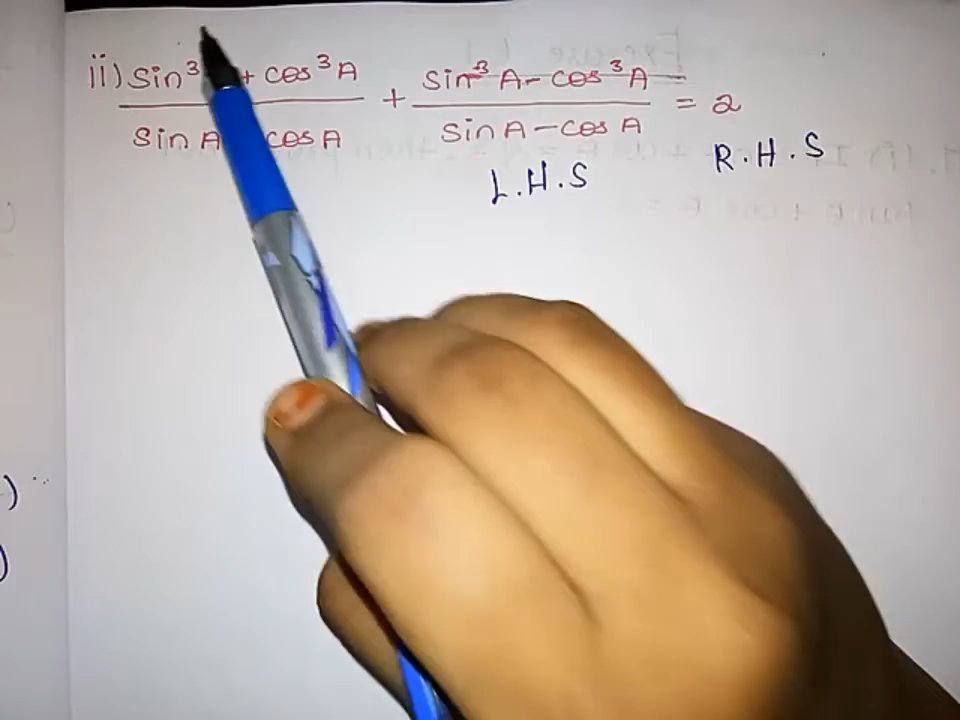 ii) Sin³ + cos³A + Sin³A - cos³A = 2
Sin A cos A Sin A - cos A
L.H.S R.H.S